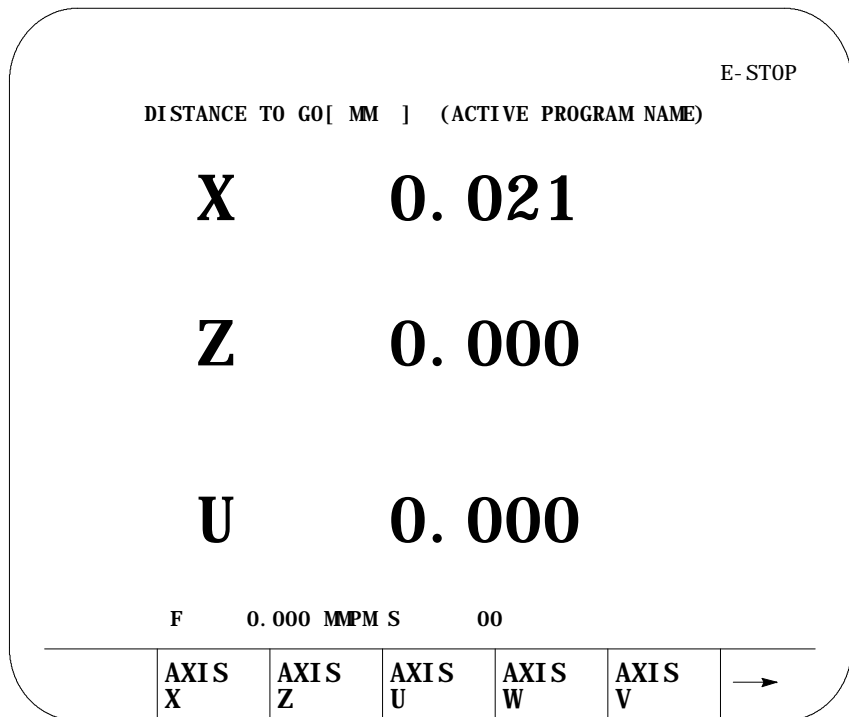 E-STOP
DISTANCE TO GO[ MM ] (ACTIVE PROGRAM NAME)
X 0.021
Z 0.000
U 0.000
F 0.000 MMPM S 00
AXIS X AXIS Z AXIS U AXIS W AXIS V